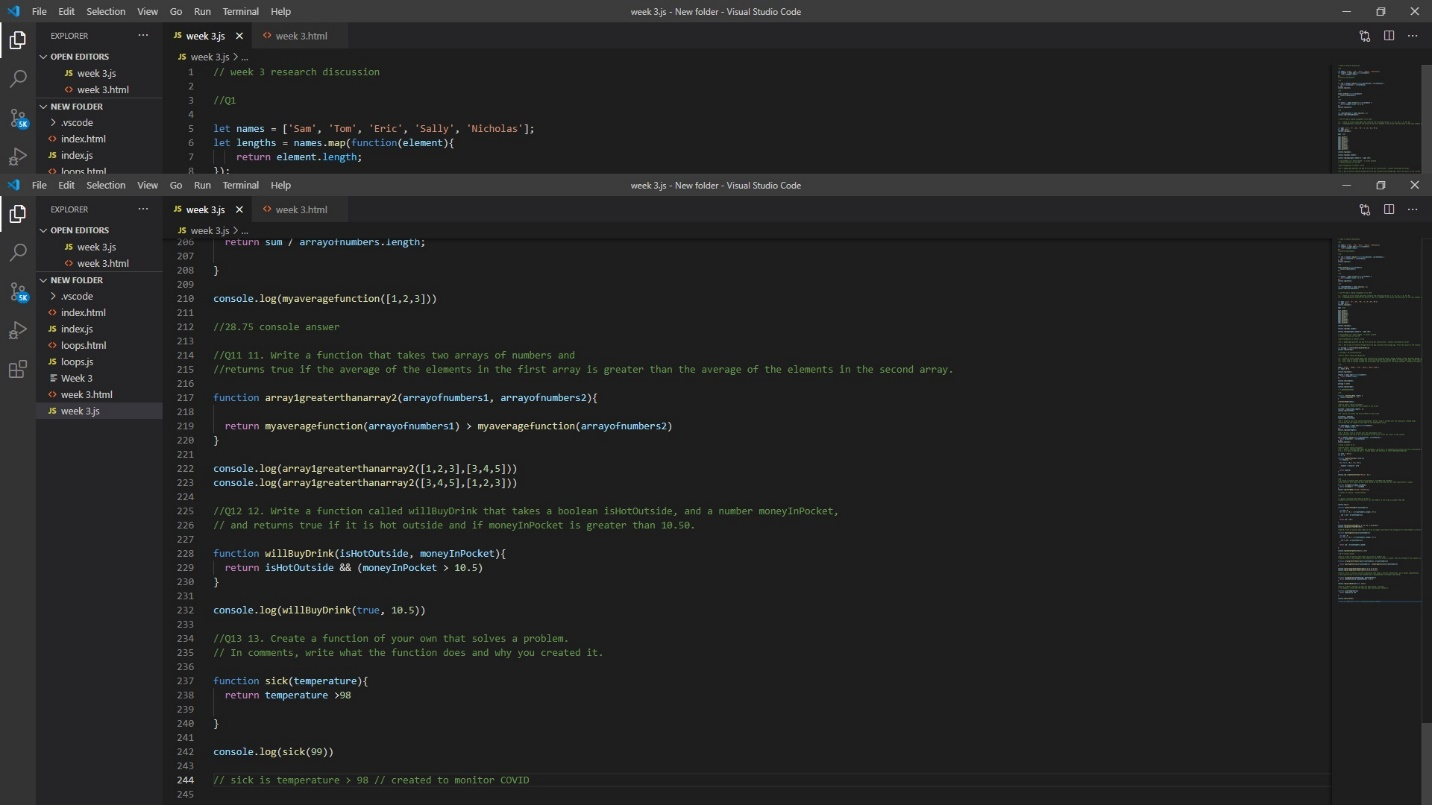 File Edit Selection View Go Run Terminal Help week 3.js - New folder - Visual Studio Code
EXPLORER ... JS week 3.js × <> week 3.html ...
OPEN EDITORS JS week 3.js > ...
JS week 3.js
<> week 3.html
NEW FOLDER
> .vscode
<> index.html
JS index.js
<> loops.html
5K
1 // week 3 research discussion
2
3 //Q1
4
5 let names = ['Sam', 'Tom', 'Eric', 'Sally', 'Nicholas'];
6 let lengths = names.map(function(element){
7 return element.length;
8 });
File Edit Selection View Go Run Terminal Help week 3.js - New folder - Visual Studio Code
EXPLORER ... JS week 3.js × <> week 3.html ...
OPEN EDITORS JS week 3.js > ...
JS week 3.js
<> week 3.html
NEW FOLDER
> .vscode
<> index.html
JS index.js
<> loops.html
JS loops.js
Week 3
<> week 3.html
JS week 3.js
5K
206 return sum / arrayofnumbers.length;
207
208 }
209
210 console.log(myaveragefunction([1,2,3]))
211
212 //28.75 console answer
213
214 //Q11 11. Write a function that takes two arrays of numbers and
215 //returns true if the average of the elements in the first array is greater than the average of the elements in the second array.
216
217 function array1greaterthanarray2(arrayofnumbers1, arrayofnumbers2){
218
219 return myaveragefunction(arrayofnumbers1) > myaveragefunction(arrayofnumbers2)
220 }
221
222 console.log(array1greaterthanarray2([1,2,3],[3,4,5]))
223 console.log(array1greaterthanarray2([3,4,5],[1,2,3]))
224
225 //Q12 12. Write a function called willBuyDrink that takes a boolean isHotOutside, and a number moneyInPocket,
226 // and returns true if it is hot outside and if moneyInPocket is greater than 10.50.
227
228 function willBuyDrink(isHotOutside, moneyInPocket){
229 return isHotOutside && (moneyInPocket > 10.5)
230 }
231
232 console.log(willBuyDrink(true, 10.5))
233
234 //Q13 13. Create a function of your own that solves a problem.
235 // In comments, write what the function does and why you created it.
236
237 function sick(temperature){
238 return temperature >98
239
240 }
241
242 console.log(sick(99))
243
244 // sick is temperature > 98 // created to monitor COVID
245